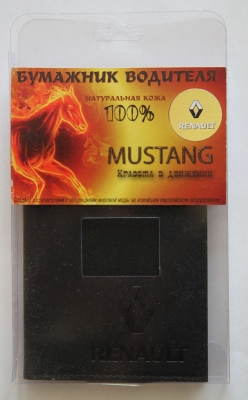 БУМАЖНИК ВОДИТЕЛЯ
НАТУРАЛЬНАЯ КОЖА
100%
RENAULT
MUSTANG
Красота в движении
RENAULT